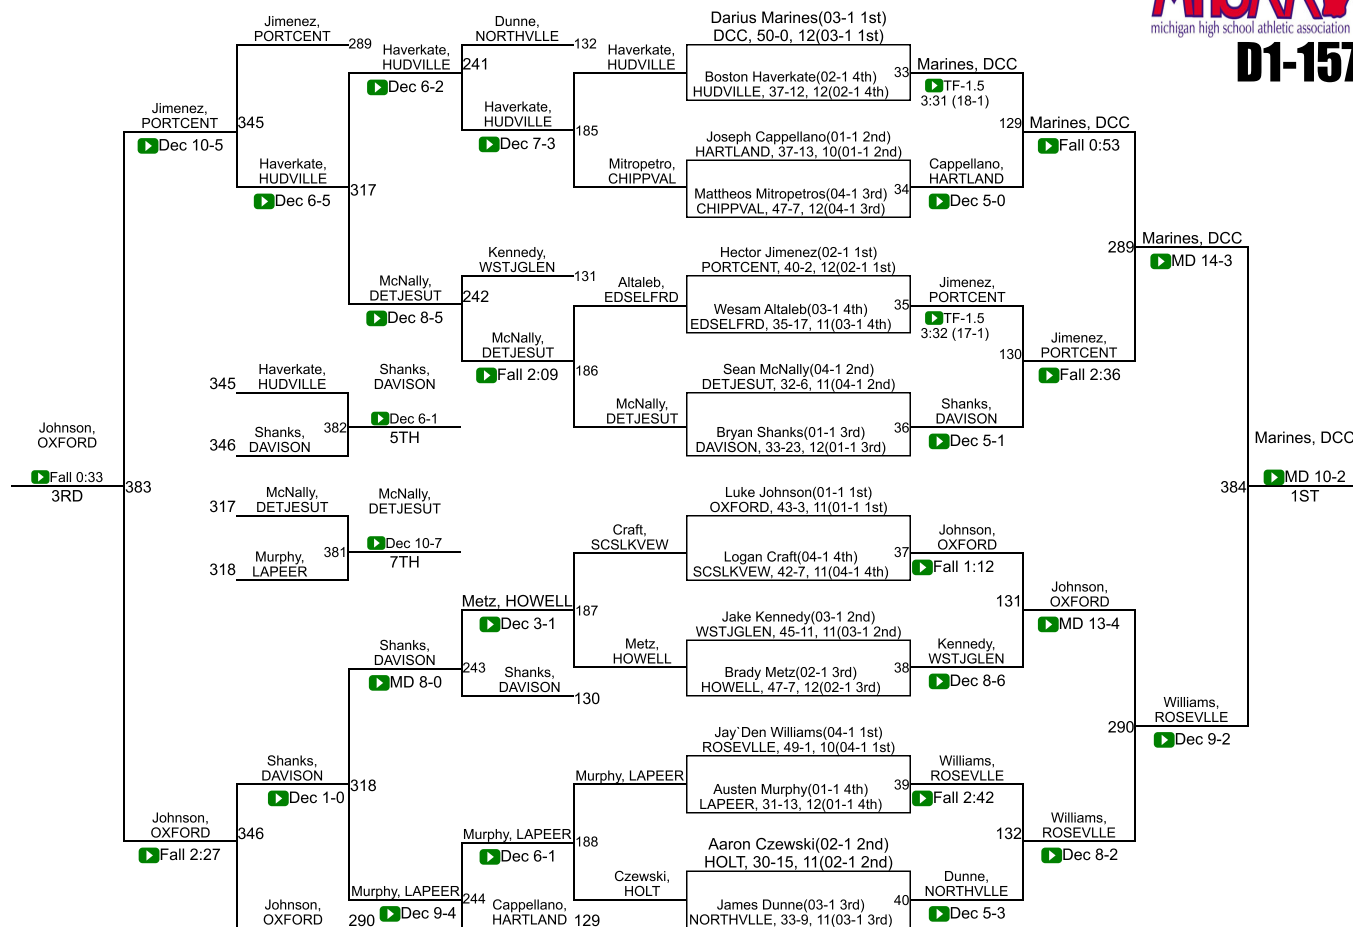 MHSAA
michigan high school athletic association
D1-157
Jimenez,
PORTCENT
289
Haverkate,
HUDVILLE
Dec 6-2
241
Dunne,
NORTHVLLE
132
Haverkate,
HUDVILLE
Dec 7-3
185
Haverkate,
HUDVILLE
Mitropetro,
CHIPPVAL
Darius Marines(03-1 1st)
DCC, 50-0, 12(03-1 1st)
Boston Haverkate(02-1 4th)
HUDVILLE, 37-12, 12(02-1 4th)
33
Marines, DCC
TF-1.5
3:31 (18-1)
Joseph Cappellano(01-1 2nd)
HARTLAND, 37-13, 10(01-1 2nd)
Mattheos Mitropetros(04-1 3rd)
CHIPPVAL, 47-7, 12(04-1 3rd)
34
Cappellano,
HARTLAND
Dec 5-0
129
Marines, DCC
Fall 0:53
Jimenez,
PORTCENT
Dec 10-5
345
Haverkate,
HUDVILLE
Dec 6-5
317
McNally,
DETJESUT
Dec 8-5
242
Kennedy,
WSTJGLEN
131
McNally,
DETJESUT
Fall 2:09
186
Altaleb,
EDSELFRD
McNally,
DETJESUT
Hector Jimenez(02-1 1st)
PORTCENT, 40-2, 12(02-1 1st)
Wesam Altaleb(03-1 4th)
EDSELFRD, 35-17, 11(03-1 4th)
35
Jimenez,
PORTCENT
TF-1.5
3:32 (17-1)
Sean McNally(04-1 2nd)
DETJESUT, 32-6, 11(04-1 2nd)
Bryan Shanks(01-1 3rd)
DAVISON, 33-23, 12(01-1 3rd)
36
Shanks,
DAVISON
Dec 5-1
130
Jimenez,
PORTCENT
Fall 2:36
289
Marines, DCC
MD 14-3
345
Haverkate,
HUDVILLE
346
Shanks,
DAVISON
382
Shanks,
DAVISON
Dec 6-1
5TH
Johnson,
OXFORD
Fall 0:33
3RD
383
317
McNally,
DETJESUT
318
Murphy,
LAPEER
381
McNally,
DETJESUT
Dec 10-7
7TH
384
Marines, DCC
MD 10-2
1ST
Metz, HOWELL
Dec 3-1
187
Craft,
SCSLKVEW
Metz,
HOWELL
Luke Johnson(01-1 1st)
OXFORD, 43-3, 11(01-1 1st)
Logan Craft(04-1 4th)
SCSLKVEW, 42-7, 11(04-1 4th)
37
Johnson,
OXFORD
Fall 1:12
Jake Kennedy(03-1 2nd)
WSTJGLEN, 45-11, 11(03-1 2nd)
Brady Metz(02-1 3rd)
HOWELL, 47-7, 12(02-1 3rd)
38
Kennedy,
WSTJGLEN
Dec 8-6
131
Johnson,
OXFORD
MD 13-4
Shanks,
DAVISON
MD 8-0
243
Shanks,
DAVISON
130
Shanks,
DAVISON
Dec 1-0
318
Johnson,
OXFORD
Fall 2:27
346
Johnson,
OXFORD
290
Murphy, LAPEER
Dec 9-4
244
Murphy, LAPEER
Dec 6-1
188
Cappellano,
HARTLAND
129
Murphy, LAPEER
Czewski,
HOLT
Jay`Den Williams(04-1 1st)
ROSEVLLE, 49-1, 10(04-1 1st)
Austen Murphy(01-1 4th)
LAPEER, 31-13, 12(01-1 4th)
39
Williams,
ROSEVLLE
Fall 2:42
Aaron Czewski(02-1 2nd)
HOLT, 30-15, 11(02-1 2nd)
James Dunne(03-1 3rd)
NORTHVLLE, 33-9, 11(03-1 3rd)
40
Dunne,
NORTHVLLE
Dec 5-3
132
Williams,
ROSEVLLE
Dec 8-2
290
Williams,
ROSEVLLE
Dec 9-2